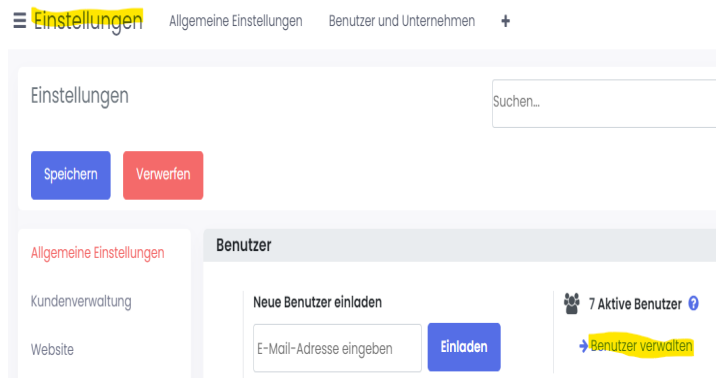 Einstellungen Allgemeine Einstellungen Benutzer und Unternehmen +
Einstellungen
Suchen...
Speichern Verwerfen
Allgemeine Einstellungen
Kundenverwaltung
Website
Benutzer
Neue Benutzer einladen
E-Mail-Adresse eingeben Einladen
7 Aktive Benutzer ?
Benutzer verwalten